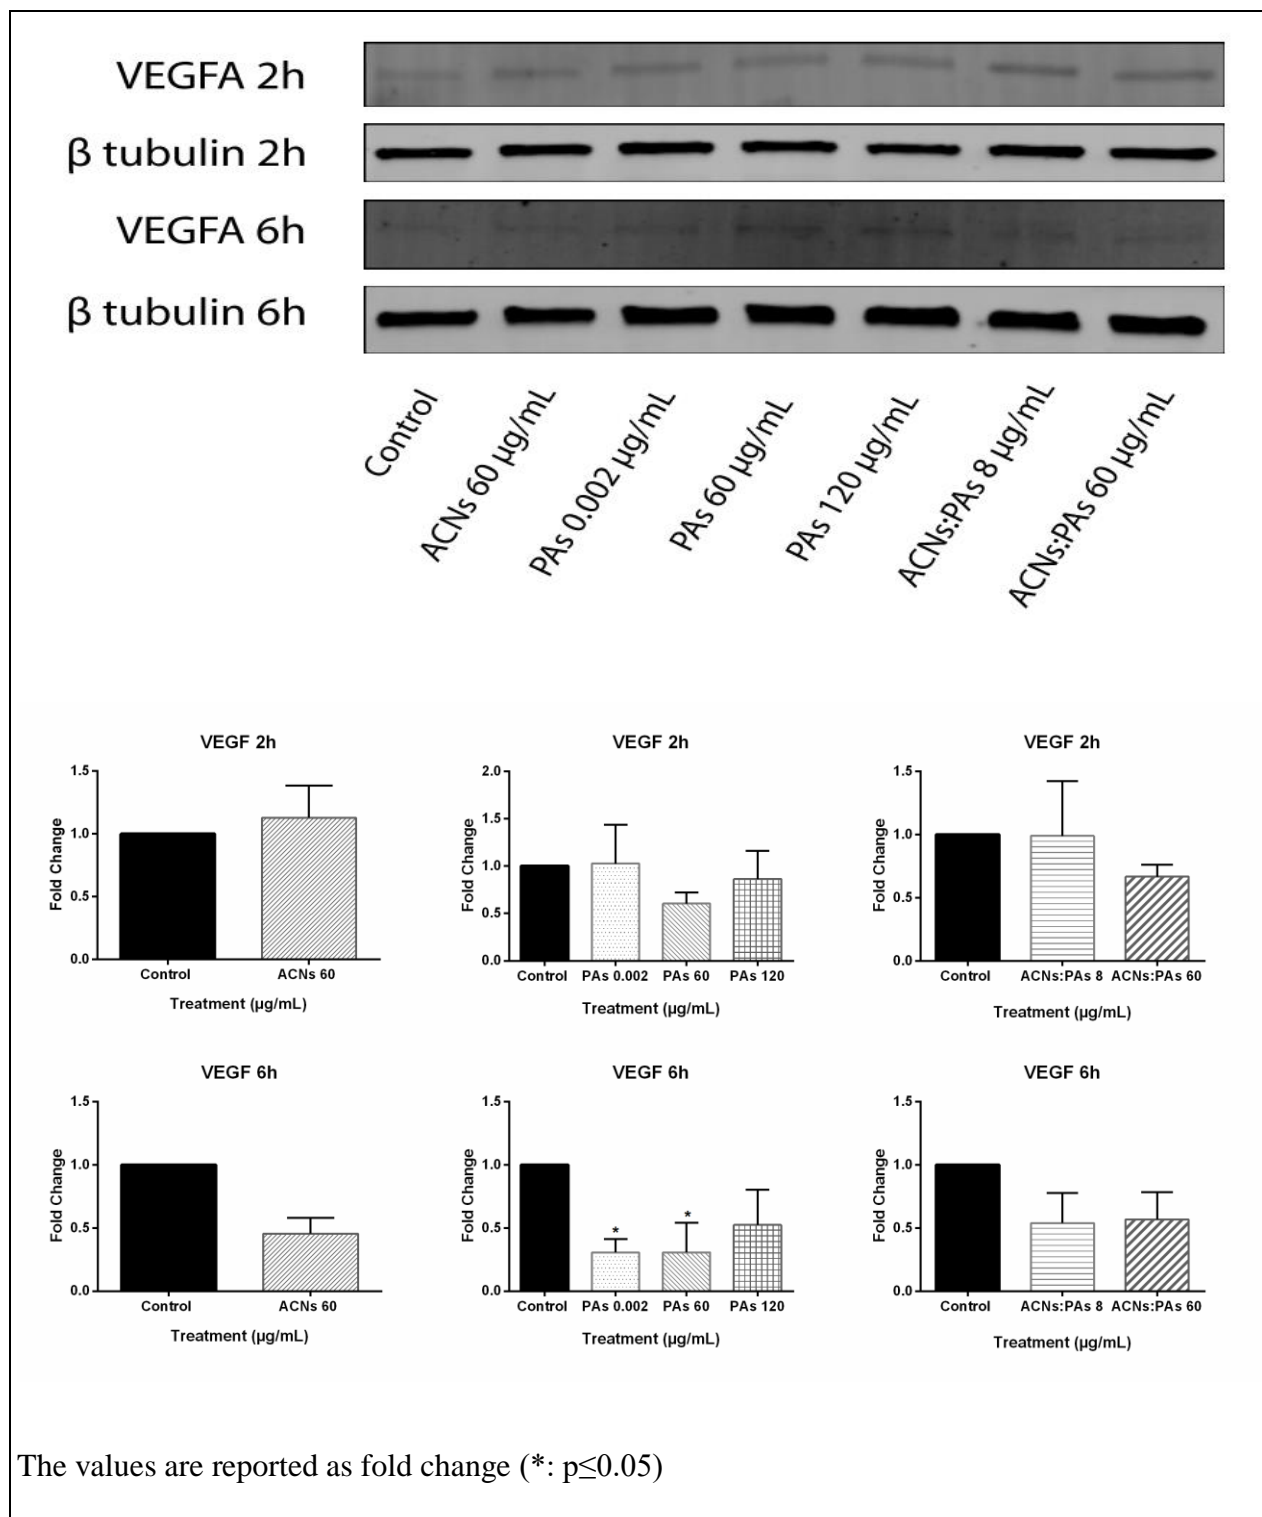 VEGFA 2h
β tubulin 2h
VEGFA 6h
β tubulin 6h
Control
ACNs 60 µg/mL
PAs 0.002 µg/mL
PAs 60 µg/mL
PAs 120 µg/mL
ACNs:PAs 8 µg/mL
ACNs:PAs 60 µg/mL
VEGF 2h
1.5
1.0
0.5
0.0
Fold Change
Control ACNs 60
Treatment (µg/mL)
VEGF 2h
2.0
1.5
1.0
0.5
0.0
Fold Change
Control PAs 0.002 PAs 60 PAs 120
Treatment (µg/mL)
VEGF 2h
1.5
1.0
0.5
0.0
Fold Change
Control ACNs:PAs 8 ACNs:PAs 60
Treatment (µg/mL)
VEGF 6h
1.5
1.0
0.5
0.0
Fold Change
Control ACNs 60
Treatment (µg/mL)
VEGF 6h
1.5
1.0
0.5
0.0
Fold Change
* *
Control PAs 0.002 PAs 60 PAs 120
Treatment (µg/mL)
VEGF 6h
1.5
1.0
0.5
0.0
Fold Change
Control ACNs:PAs 8 ACNs:PAs 60
Treatment (µg/mL)
The values are reported as fold change (*: p≤0.05)